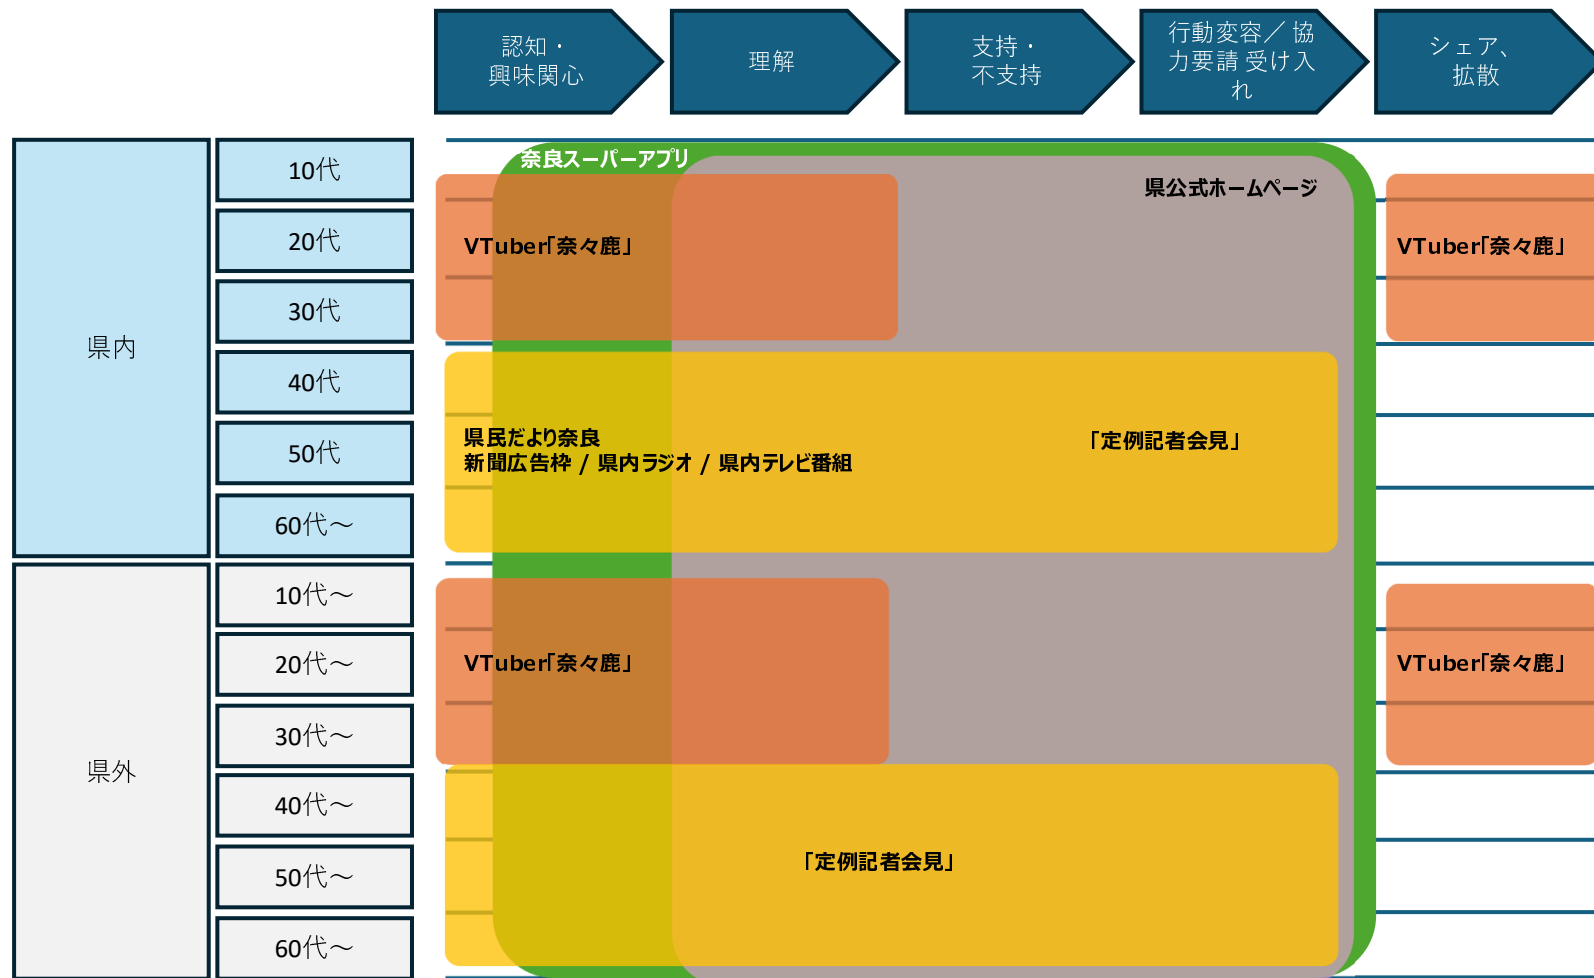 認知・
興味関心
理解
支持・
不支持
行動変容／ 協
力要請 受け入
れ
シェア、
拡散
県内
10代
20代
30代
40代
50代
60代～
奈良スーパーアプリ
県公式ホームページ
VTuber「奈々鹿」
VTuber「奈々鹿」
県民だより奈良
新聞広告枠 / 県内ラジオ / 県内テレビ番組
「定例記者会見」
県外
10代～
20代～
30代～
40代～
50代～
60代～
VTuber「奈々鹿」
VTuber「奈々鹿」
「定例記者会見」